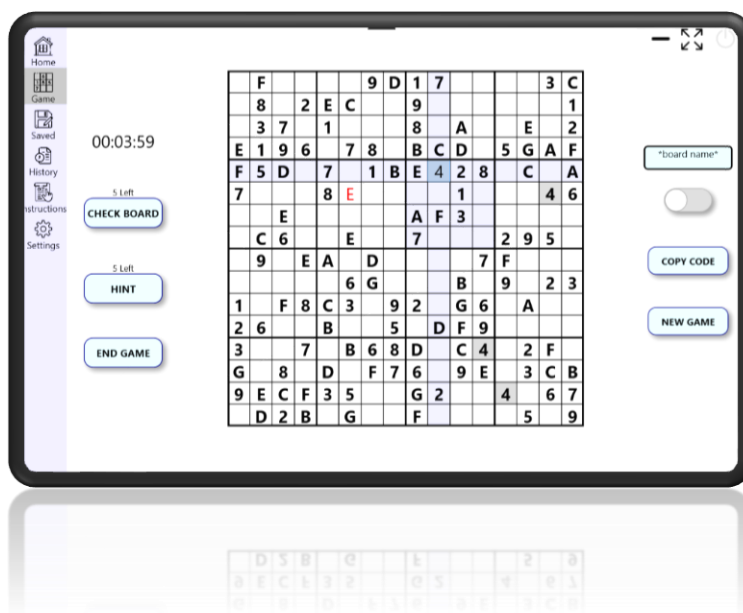 Home
Game
Saved
History
structions
Settings
00:03:59
5 Left
CHECK BOARD
5 Left
HINT
END GAME
F 9 D 1 7 3 C
8 2 E C 9 1
3 7 1 8 A E 2
E 1 9 6 7 8 B C D 5 G A F
F 5 D 7 1 B E 4 2 8 C A
7 8 E 1 4 6
E A F 3
C 6 E 7 2 9 5
9 E A D 7 F
6 G B 9 2 3
1 F 8 C 3 9 2 G 6 A
2 6 B 5 D F 9
3 7 B 6 8 D C 4 2 F
G 8 D F 7 6 9 E 3 C B
9 E C F 3 5 G 2 4 6 7
D 2 B G F 5 9
*board name*
COPY CODE
NEW GAME